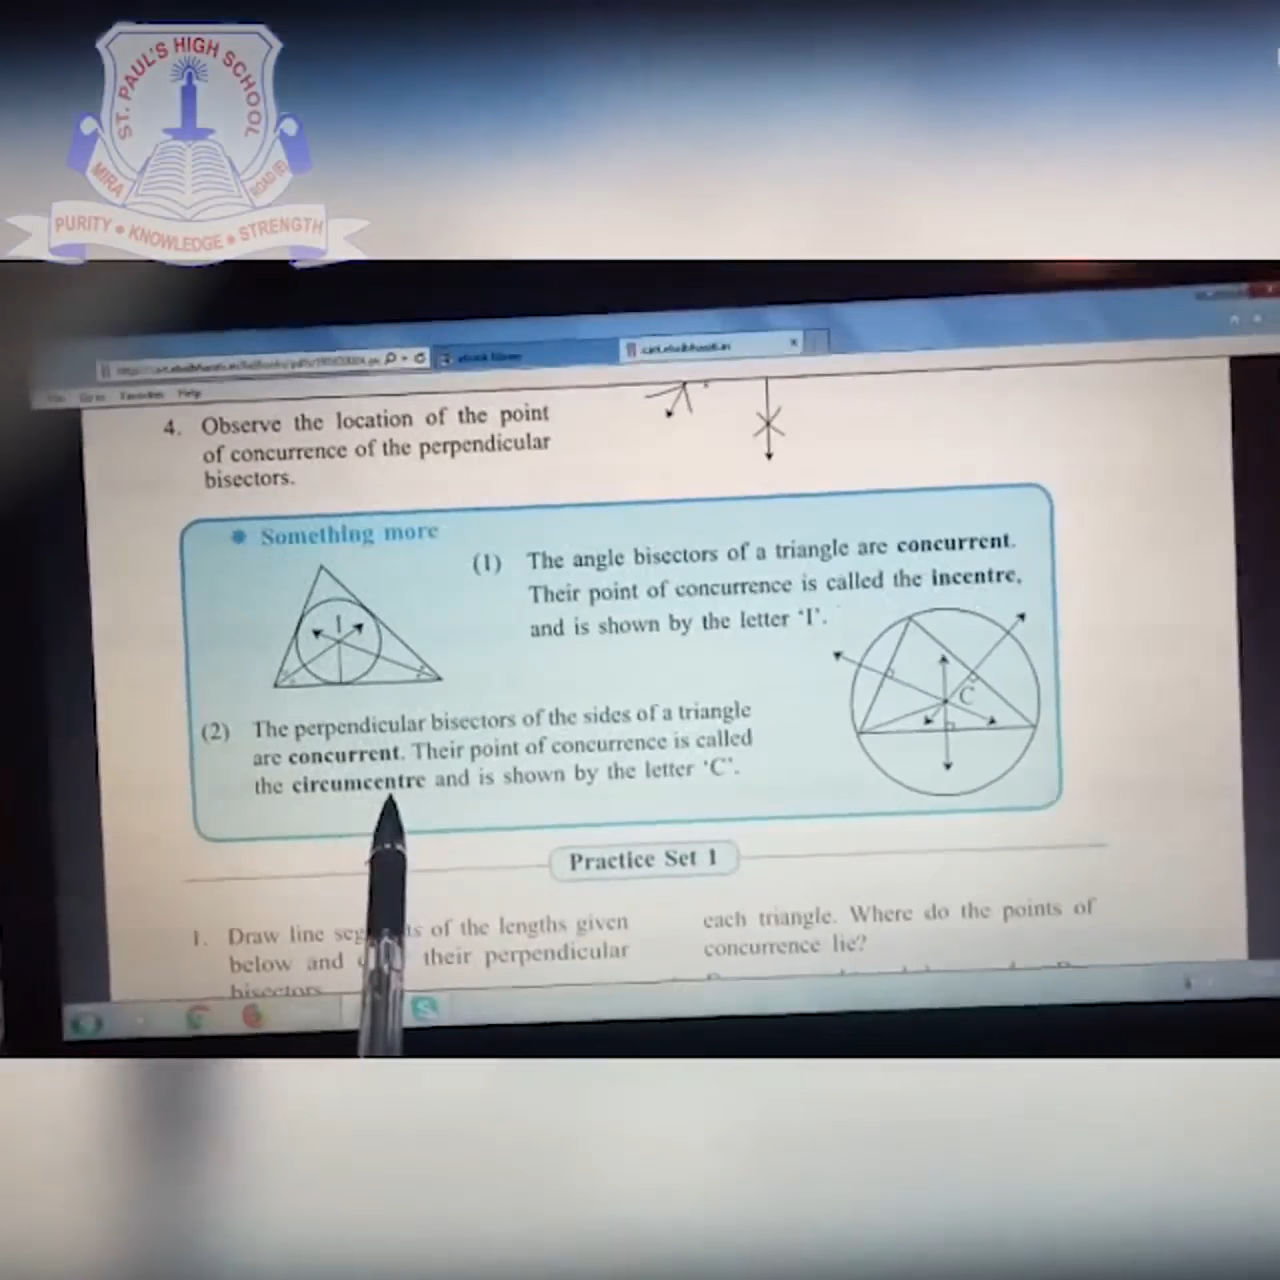 ST. PAUL'S HIGH SCHOOL
MIRA
ROAD (E)
PURITY • KNOWLEDGE • STRENGTH
Favorites Help
4. Observe the location of the point
of concurrence of the perpendicular
bisectors.
Something more
(1) The angle bisectors of a triangle are concurrent.
Their point of concurrence is called the incentre,
and is shown by the letter ‘I’.
I
C
(2) The perpendicular bisectors of the sides of a triangle
are concurrent. Their point of concurrence is called
the circumcentre and is shown by the letter ‘C’.
Practice Set 1
1. Draw line of the lengths given
below and their perpendicular
bisectors
each triangle. Where do the points of
concurrence lie?